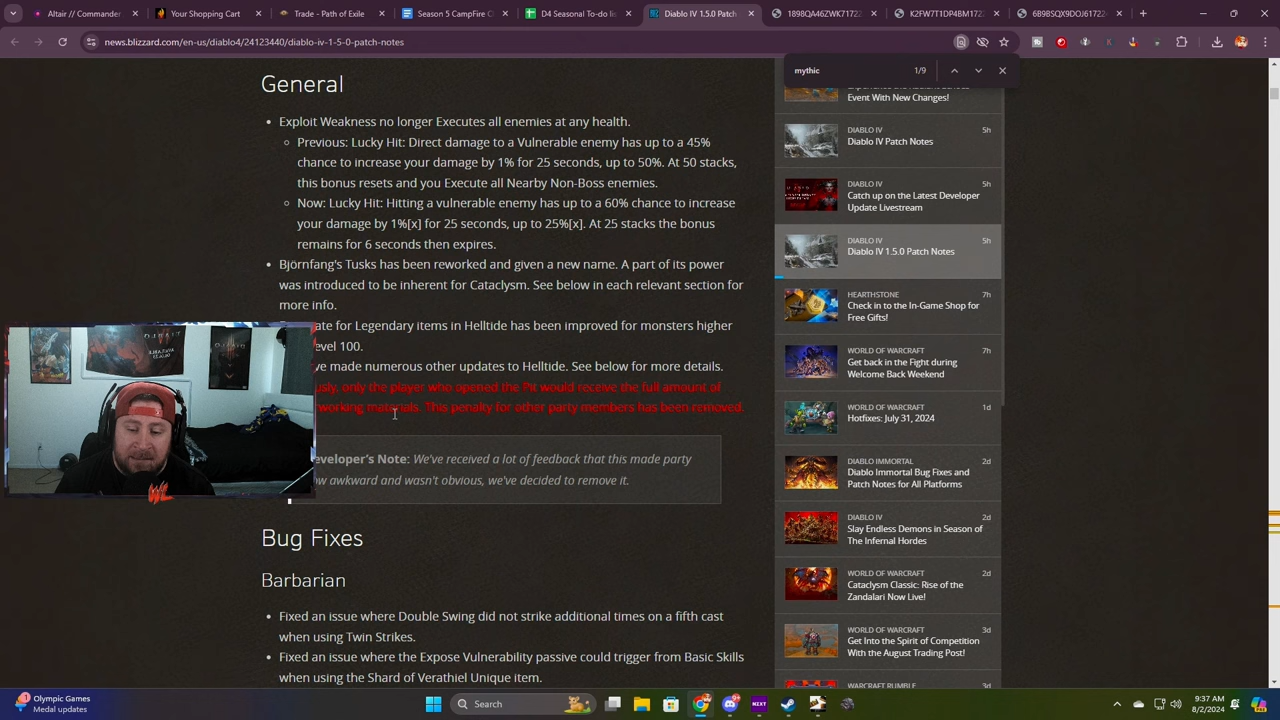 Altair // Commander
Your Shopping Cart
Trade - Path of Exile
Season 5 CampFire C
D4 Seasonal To-do lis
Diablo IV 1.5.0 Patch
1898QA46ZWK7172
K2FW7T1DP4BM172
6B98SQX9DOJ61722
news.blizzard.com/en-us/diablo4/24123440/diablo-iv-1-5-0-patch-notes
mythic
1/9
General
Exploit Weakness no longer Executes all enemies at any health.
Previous: Lucky Hit: Direct damage to a Vulnerable enemy has up to a 45%
chance to increase your damage by 1% for 25 seconds, up to 50%. At 50 stacks,
this bonus resets and you Execute all Nearby Non-Boss enemies.
Now: Lucky Hit: Hitting a vulnerable enemy has up to a 60% chance to increase
your damage by 1%[x] for 25 seconds, up to 25%[x]. At 25 stacks the bonus
remains for 6 seconds then expires.
Björnfang's Tusks has been reworked and given a new name. A part of its power
was introduced to be inherent for Cataclysm. See below in each relevant section for
more info.
ate for Legendary items in Helltide has been improved for monsters higher
evel 100.
ve made numerous other updates to Helltide. See below for more details.
usly, only the player who opened the Pit would receive the full amount of
working materials. This penalty for other party members has been removed.
eveloper's Note: We've received a lot of feedback that this made party
ow awkward and wasn't obvious, we've decided to remove it.
Bug Fixes
Barbarian
Fixed an issue where Double Swing did not strike additional times on a fifth cast
when using Twin Strikes.
Fixed an issue where the Expose Vulnerability passive could trigger from Basic Skills
when using the Shard of Verathiel Unique item.
Event With New Changes!
DIABLO IV 5h
Diablo IV Patch Notes
DIABLO IV 5h
Catch up on the Latest Developer
Update Livestream
DIABLO IV 5h
Diablo IV 1.5.0 Patch Notes
HEARTHSTONE 7h
Check in to the In-Game Shop for
Free Gifts!
WORLD OF WARCRAFT 7h
Get back in the Fight during
Welcome Back Weekend
WORLD OF WARCRAFT 1d
Hotfixes: July 31, 2024
DIABLO IMMORTAL 2d
Diablo Immortal Bug Fixes and
Patch Notes for All Platforms
DIABLO IV 2d
Slay Endless Demons in Season of
The Infernal Hordes
WORLD OF WARCRAFT 2d
Cataclysm Classic: Rise of the
Zandalari Now Live!
WORLD OF WARCRAFT 3d
Get Into the Spirit of Competition
With the August Trading Post!
WARCRAFT RUMBLE 3d
Olympic Games
Medal updates
Search
NZXT
9:37 AM
8/2/2024